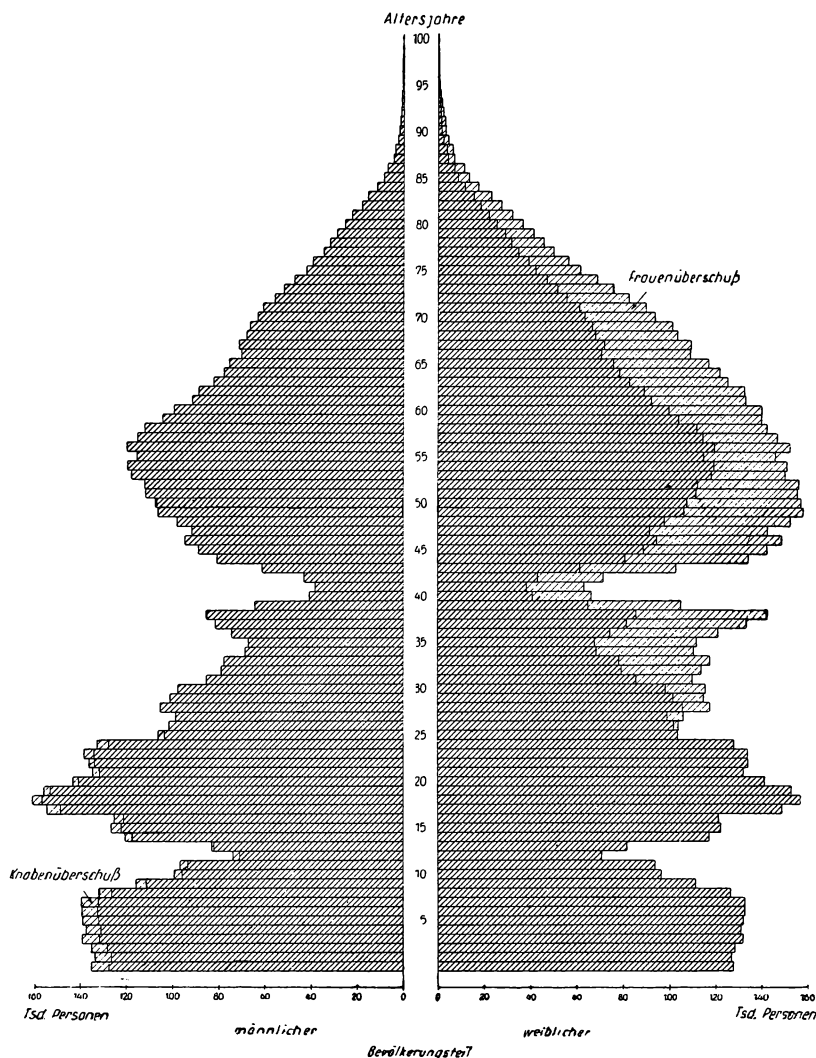 Altersjahre
100
95
90
85
80
75
Frauenüberschuß
70
65
60
55
50
45
40
35
30
25
20
15
10
Knabenüberschuß
5
160 140 120 100 80 60 40 20 0
0 20 40 60 80 100 120 140 160
Tsd. Personen
Tsd. Personen
männlicher
weiblicher
Bevölkerungsteil